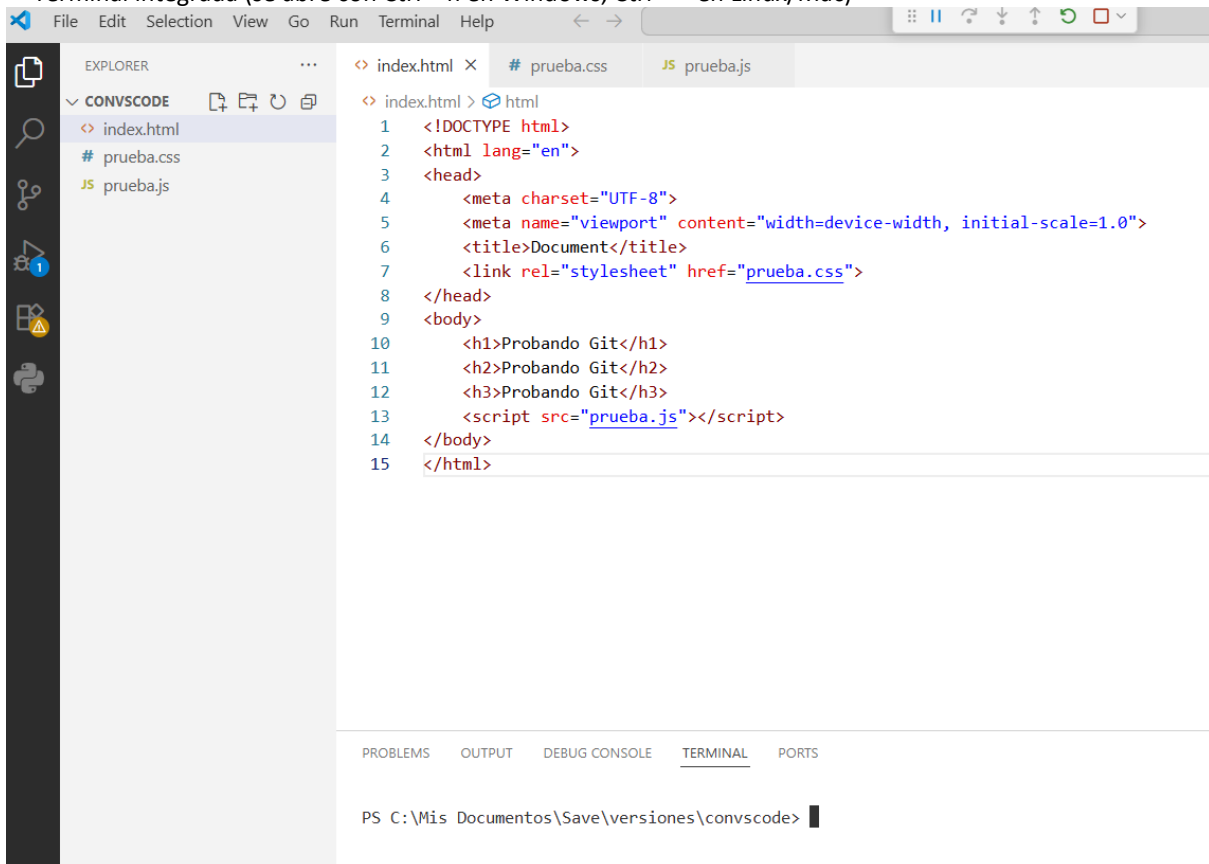 File Edit Selection View Go Run Terminal Help
EXPLORER
index.html
# prueba.css
JS prueba.js
CONVSCODE
index.html
# prueba.css
JS prueba.js
index.html > html
1 <!DOCTYPE html>
2 <html lang="en">
3 <head>
4 <meta charset="UTF-8">
5 <meta name="viewport" content="width=device-width, initial-scale=1.0">
6 <title>Document</title>
7 <link rel="stylesheet" href="prueba.css">
8 </head>
9 <body>
10 <h1>Probando Git</h1>
11 <h2>Probando Git</h2>
12 <h3>Probando Git</h3>
13 <script src="prueba.js"></script>
14 </body>
15 </html>
1
PROBLEMS OUTPUT DEBUG CONSOLE TERMINAL PORTS
PS C:\Mis Documentos\Save\versiones\convscode>